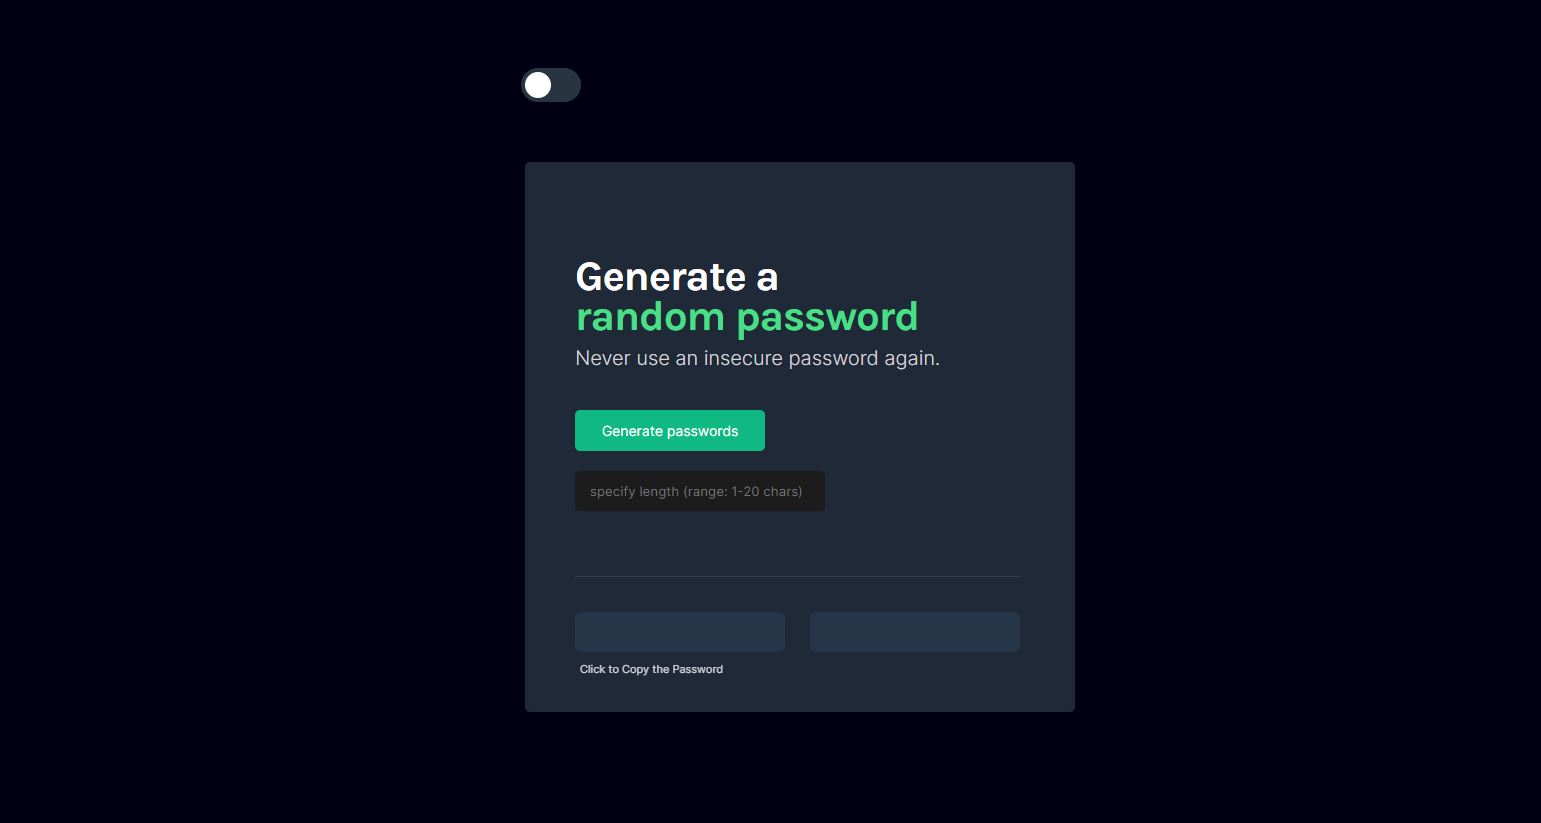 Generate a
random password
Never use an insecure password again.
Generate passwords
specify length (range: 1-20 chars)
Click to Copy the Password